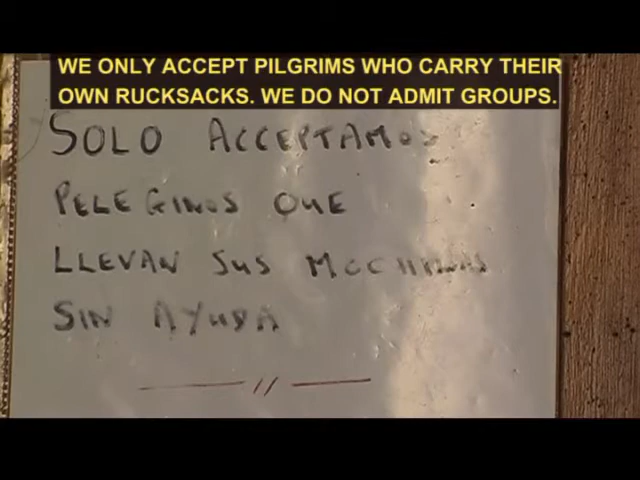 WE ONLY ACCEPT PILGRIMS WHO CARRY THEIR
OWN RUCKSACKS. WE DO NOT ADMIT GROUPS.
SOLO ACCEPTAMOS
PELEGINOS QUE
LLEVAN SUS MOCHILAS
SIN AYUDA